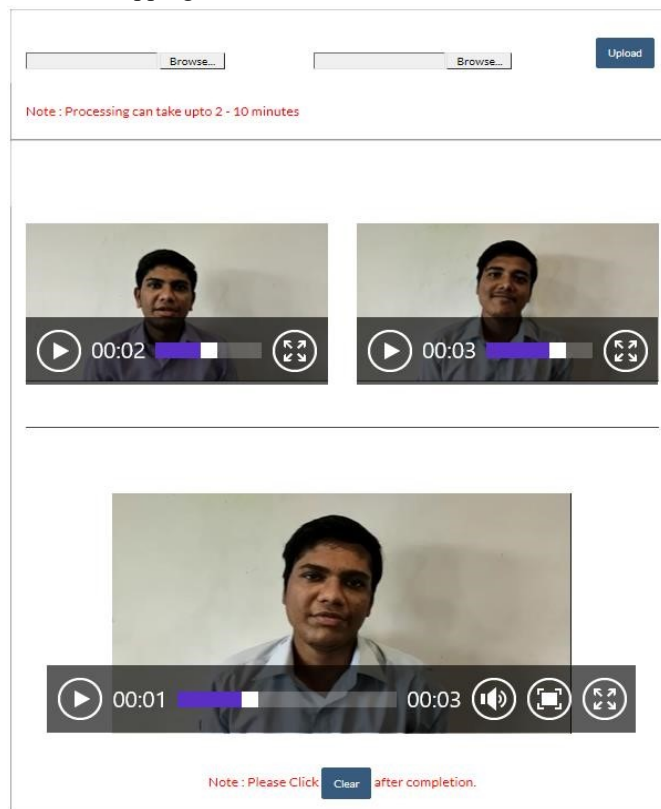 Browse... Browse... Upload
Note : Processing can take upto 2 - 10 minutes
00:02 00:03
00:01 00:03
Note : Please Click Clear after completion.